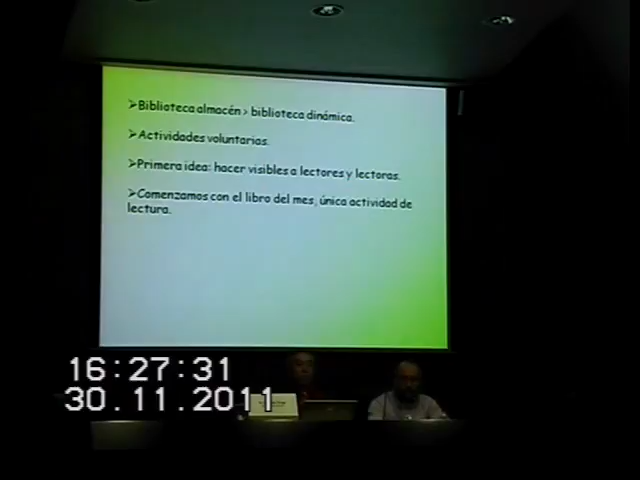 ➢Biblioteca almacén > biblioteca dinámica.
➢Actividades voluntarias.
➢Primera idea: hacer visibles a lectores y lectoras.
➢Comenzamos con el libro del mes, única actividad de
lectura.
16:27:31
30.11.2011